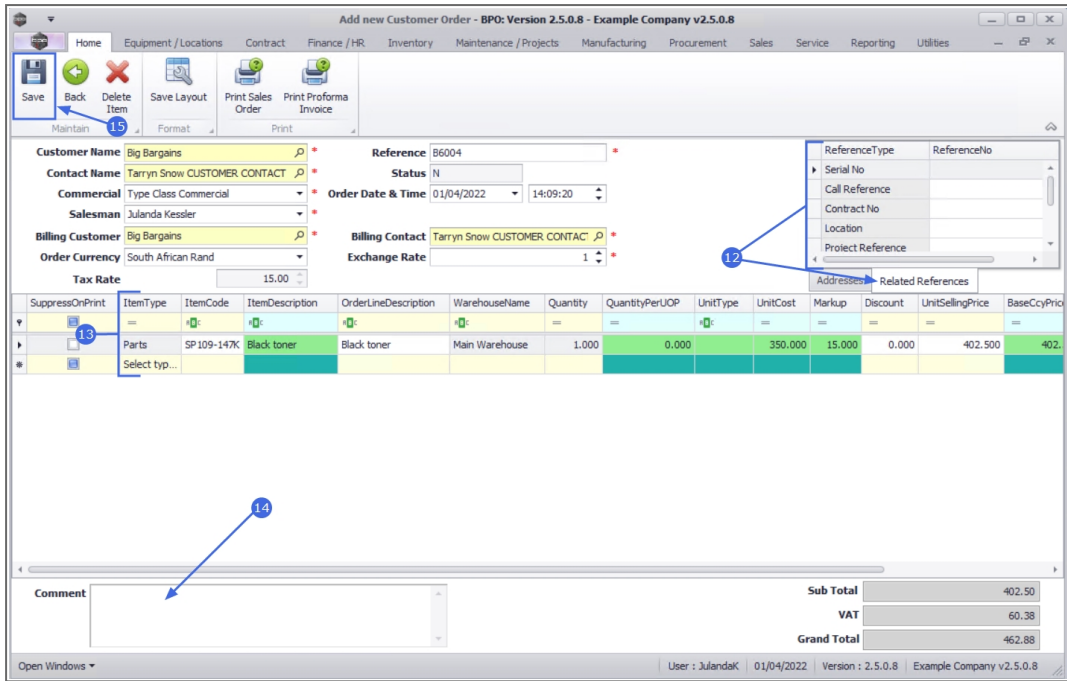 Add new Customer Order - BPO: Version 2.5.0.8 - Example Company v2.5.0.8
Home Equipment / Locations Contract Finance / HR Inventory Maintenance / Projects Manufacturing Procurement Sales Service Reporting Utilities
Save Back Delete Item Save Layout Print Sales Order Print Proforma Invoice
Maintain 15 Format Print
Customer Name Big Bargains * Reference B6004 * ReferenceType ReferenceNo
Contact Name Tarryn Snow CUSTOMER CONTACT * Status N Serial No
Commercial Type Class Commercial * Order Date & Time 01/04/2022 14:09:20 Call Reference
Contract No
Salesman Julanda Kessler *
Location
Billing Customer Big Bargains * Billing Contact Tarryn Snow CUSTOMER CONTAC * Project Reference
12
Order Currency South African Rand Exchange Rate 1 *
Tax Rate 15.00 Addresses Related References
SuppressOnPrint ItemType ItemCode ItemDescription OrderLineDescription WarehouseName Quantity QuantityPerUOP UnitType UnitCost Markup Discount UnitSellingPrice BaseCcyPric
= = = = = = = =
13
Parts SP109-147K Black toner Black toner Main Warehouse 1.000 0.000 350.000 15.000 0.000 402.500 402.
Select typ...
14
Comment Sub Total 402.50
VAT 60.38
Grand Total 462.88
Open Windows User : JulandaK 01/04/2022 Version : 2.5.0.8 Example Company v2.5.0.8